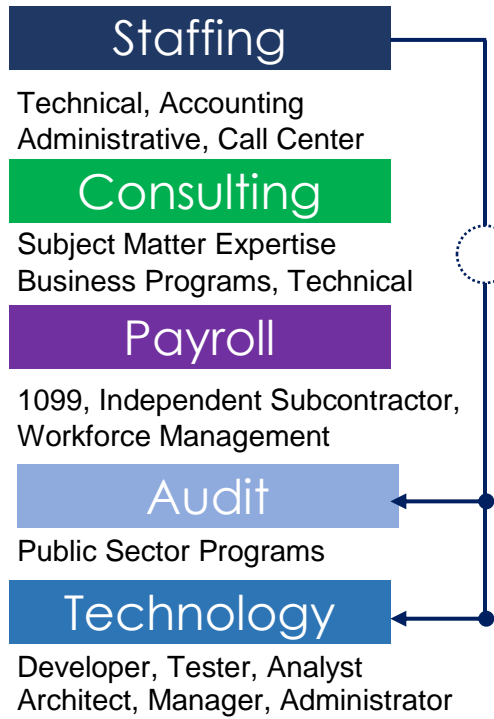 Staffing
Technical, Accounting
Administrative, Call Center
Consulting
Subject Matter Expertise
Business Programs, Technical
Payroll
1099, Independent Subcontractor,
Workforce Management
Audit
Public Sector Programs
Technology
Developer, Tester, Analyst
Architect, Manager, Administrator